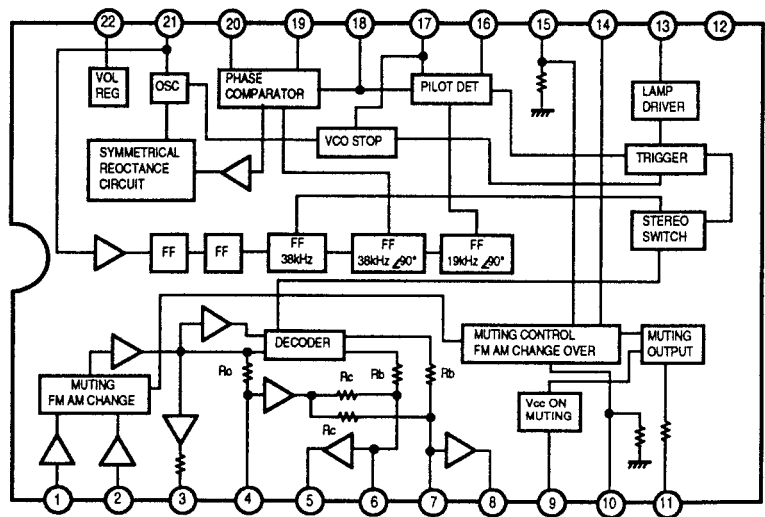 22 21 20 19 18 17 16 15 14 13 12
VOL
REG
OSC
PHASE
COMPARATOR
PILOT DET
LAMP
DRIVER
VCO STOP
TRIGGER
SYMMETRICAL
REOCTANCE
CIRCUIT
STEREO
SWITCH
FF
FF
FF
38kHz
FF
38kHz ∠90°
FF
19kHz ∠90°
DECODER
MUTING CONTROL
FM AM CHANGE OVER
MUTING
OUTPUT
MUTING
FM AM CHANGE
Ro
Rc
Rb
Rb
Rc
Vcc ON
MUTING
1 2 3 4 5 6 7 8 9 10 11